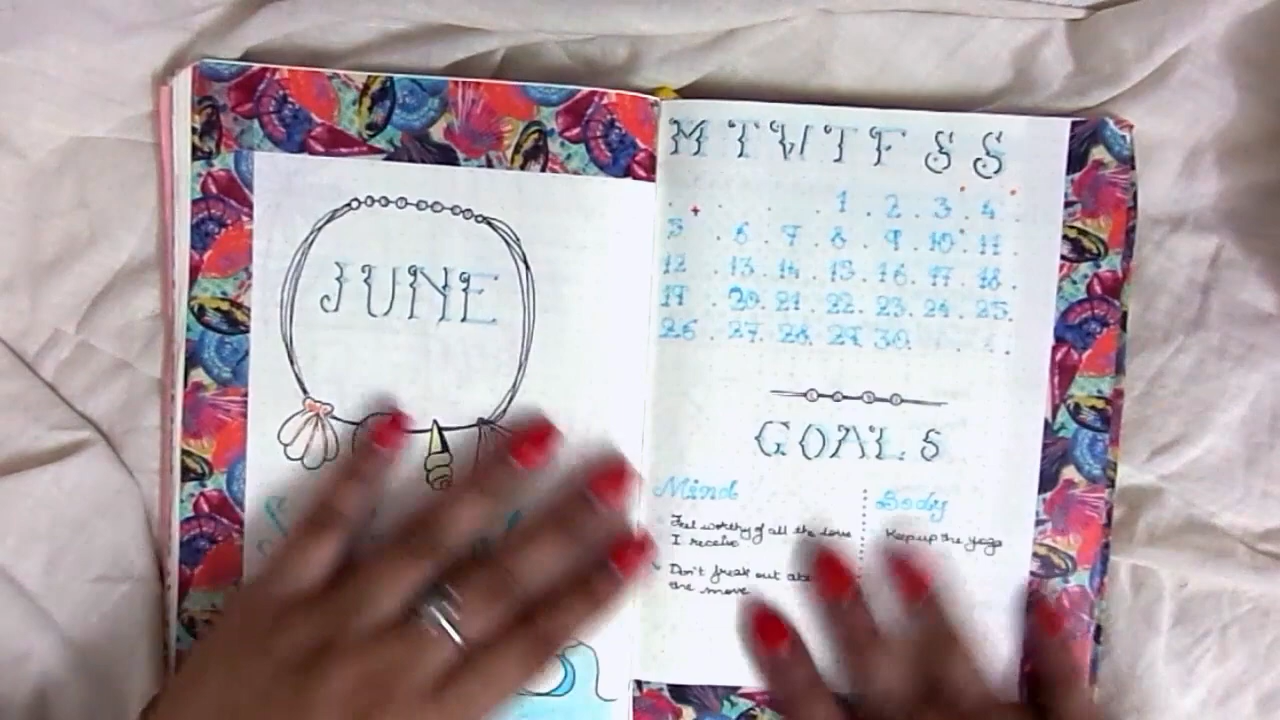 JUNE
M T W T F S S
1 2 3 4
5 6 7 8 9 10 11
12 13 14 15 16 17 18
19 20 21 22 23 24 25
26 27 28 29 30
GOALS
Mind
Feel worthy of all the love
I receive
Don't freak out
the move
Body
Keep up the yoga